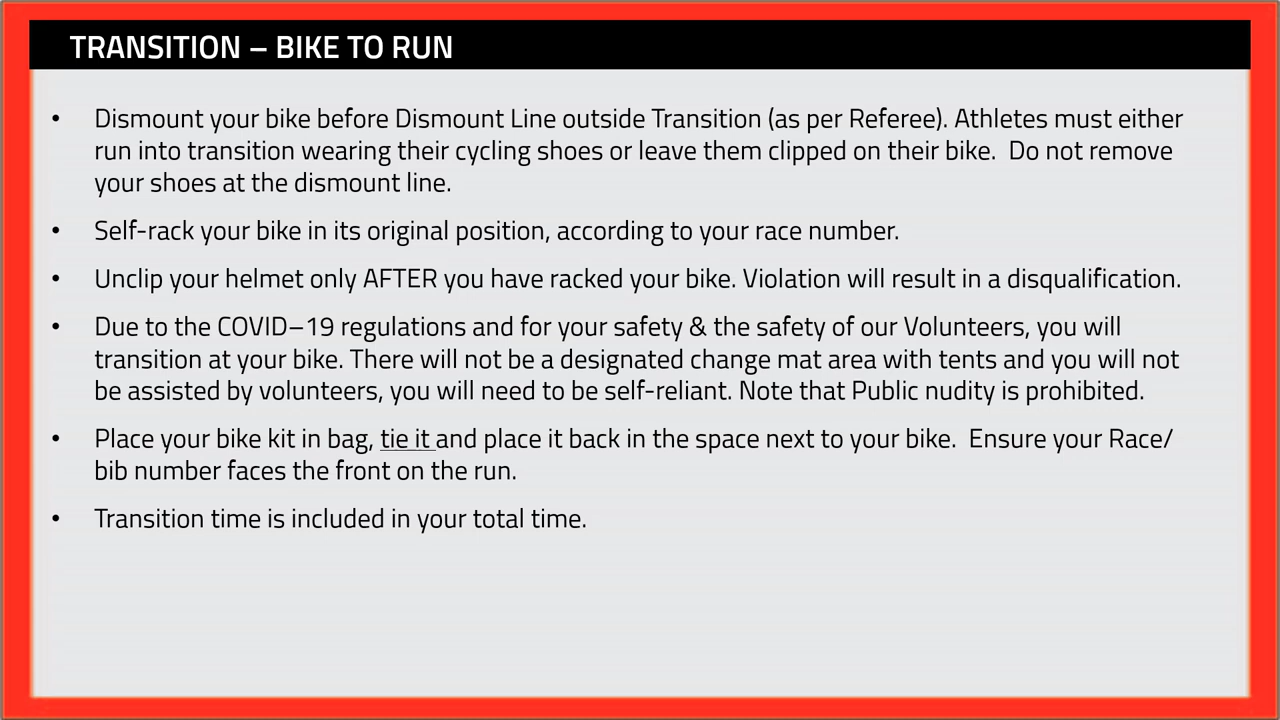 TRANSITION – BIKE TO RUN
• Dismount your bike before Dismount Line outside Transition (as per Referee). Athletes must either
run into transition wearing their cycling shoes or leave them clipped on their bike.  Do not remove
your shoes at the dismount line.
• Self-rack your bike in its original position, according to your race number.
• Unclip your helmet only AFTER you have racked your bike. Violation will result in a disqualification.
• Due to the COVID–19 regulations and for your safety & the safety of our Volunteers, you will
transition at your bike. There will not be a designated change mat area with tents and you will not
be assisted by volunteers, you will need to be self-reliant. Note that Public nudity is prohibited.
• Place your bike kit in bag, tie it and place it back in the space next to your bike.  Ensure your Race/
bib number faces the front on the run.
• Transition time is included in your total time.